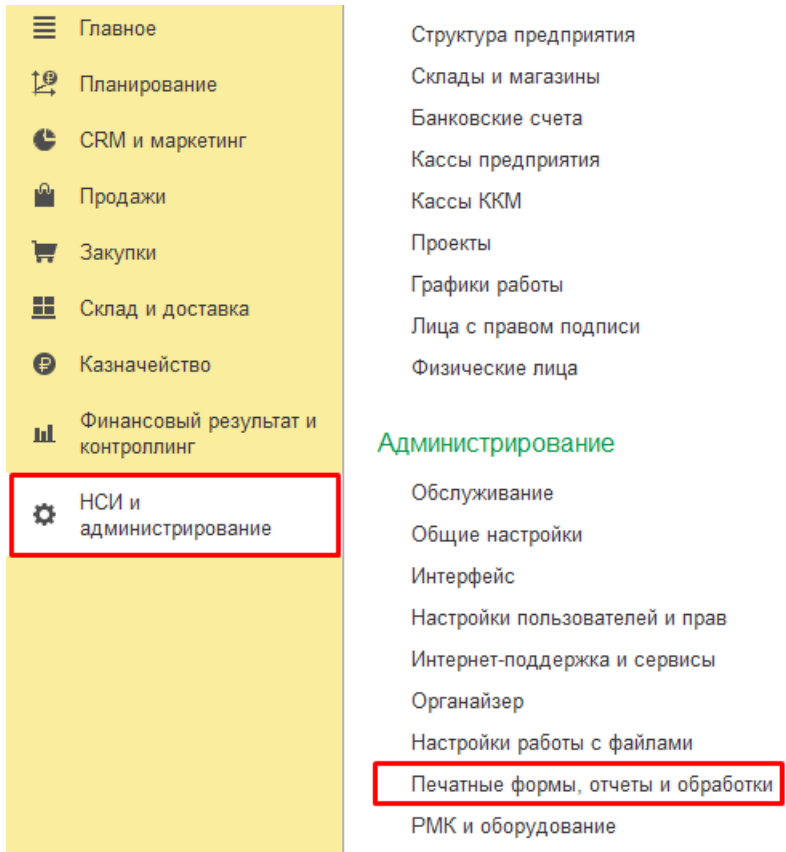 Главное
Планирование
CRM и маркетинг
Продажи
Закупки
Склад и доставка
Казначейство
Финансовый результат и
контроллинг
НСИ и
администрирование
Структура предприятия
Склады и магазины
Банковские счета
Кассы предприятия
Кассы ККМ
Проекты
Графики работы
Лица с правом подписи
Физические лица
Администрирование
Обслуживание
Общие настройки
Интерфейс
Настройки пользователей и прав
Интернет-поддержка и сервисы
Органайзер
Настройки работы с файлами
Печатные формы, отчеты и обработки
РМК и оборудование